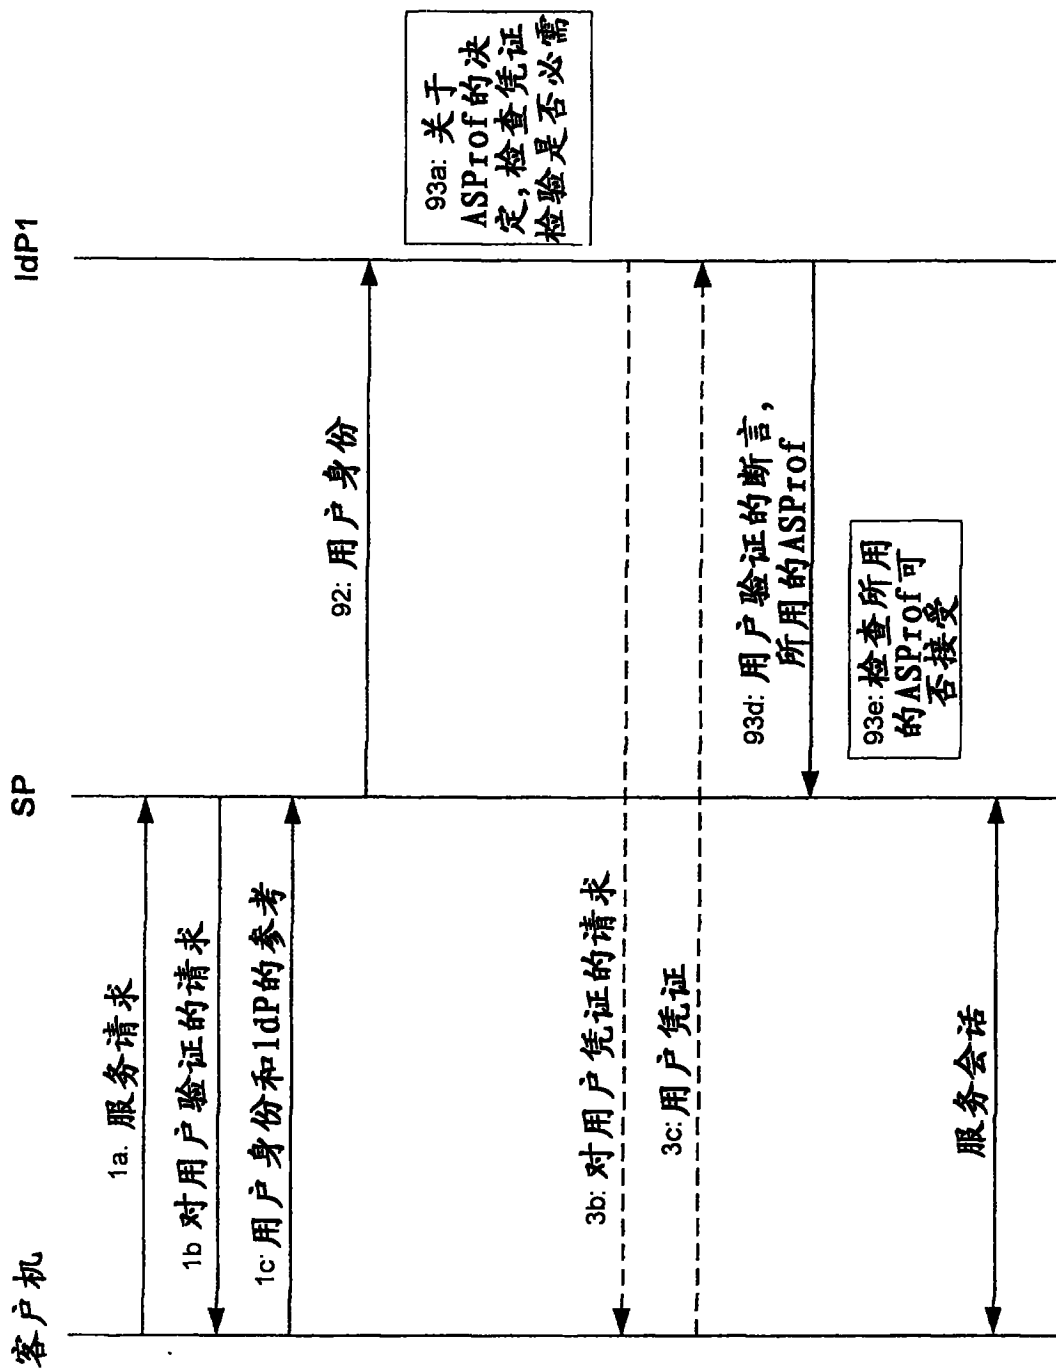 客户机
SP
IdP1
1a. 服务请求
1b 对用户验证的请求
1c: 用户身份和IdP的参考
92: 用户身份
93a: 关于
ASProf的决
定,检查凭证
检验是否必需
3b: 对用户凭证的请求
3c: 用户凭证
93d: 用户验证的断言,
所用的ASProf
93e: 检查所用
的ASProf可
否接受
服务会话